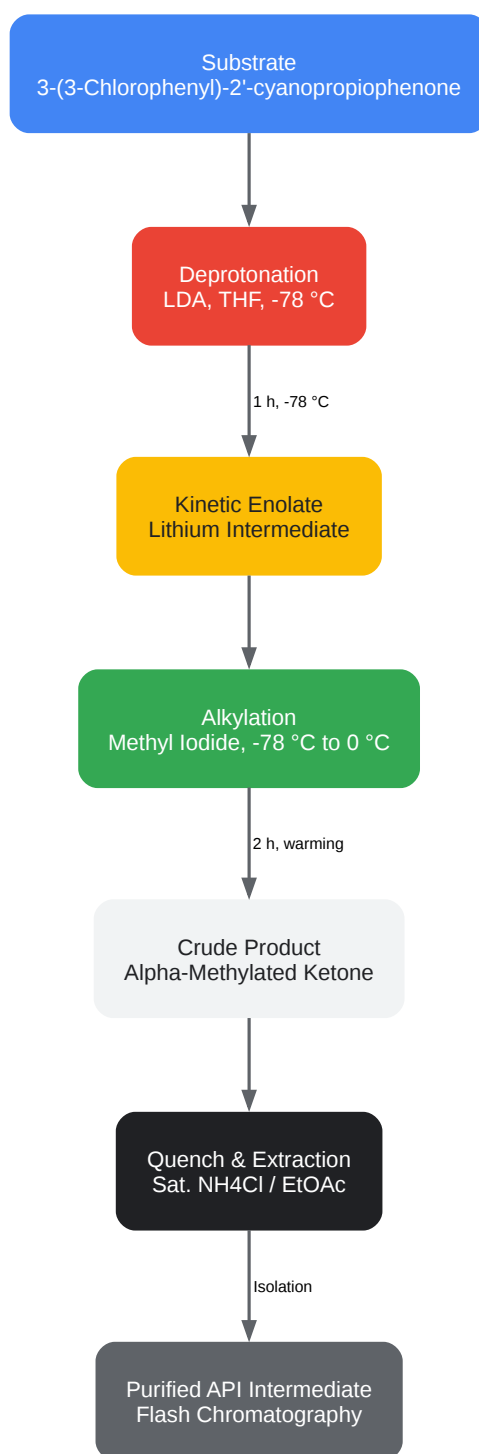 Substrate
3-(3-Chlorophenyl)-2'-cyanopropiophenone
Deprotonation
LDA, THF, -78 °C
1 h, -78 °C
Kinetic Enolate
Lithium Intermediate
Alkylation
Methyl Iodide, -78 °C to 0 °C
2 h, warming
Crude Product
Alpha-Methylated Ketone
Quench & Extraction
Sat. NH4Cl / EtOAc
Isolation
Purified API Intermediate
Flash Chromatography